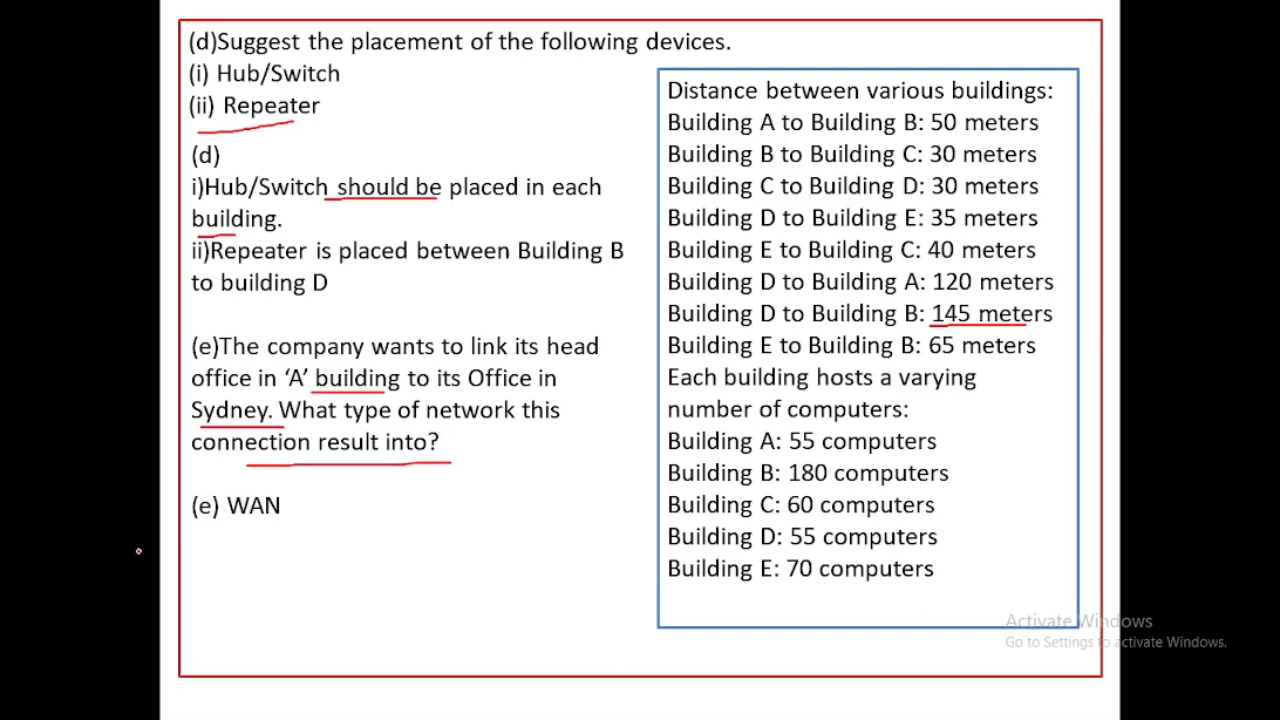 (d)Suggest the placement of the following devices.
(i) Hub/Switch
(ii) Repeater
(d)
i)Hub/Switch should be placed in each
building.
ii)Repeater is placed between Building B
to building D
(e)The company wants to link its head
office in ‘A’ building to its Office in
Sydney. What type of network this
connection result into?
(e) WAN
Distance between various buildings:
Building A to Building B: 50 meters
Building B to Building C: 30 meters
Building C to Building D: 30 meters
Building D to Building E: 35 meters
Building E to Building C: 40 meters
Building D to Building A: 120 meters
Building D to Building B: 145 meters
Building E to Building B: 65 meters
Each building hosts a varying
number of computers:
Building A: 55 computers
Building B: 180 computers
Building C: 60 computers
Building D: 55 computers
Building E: 70 computers
Activate Windows
Go to Settings to activate Windows.